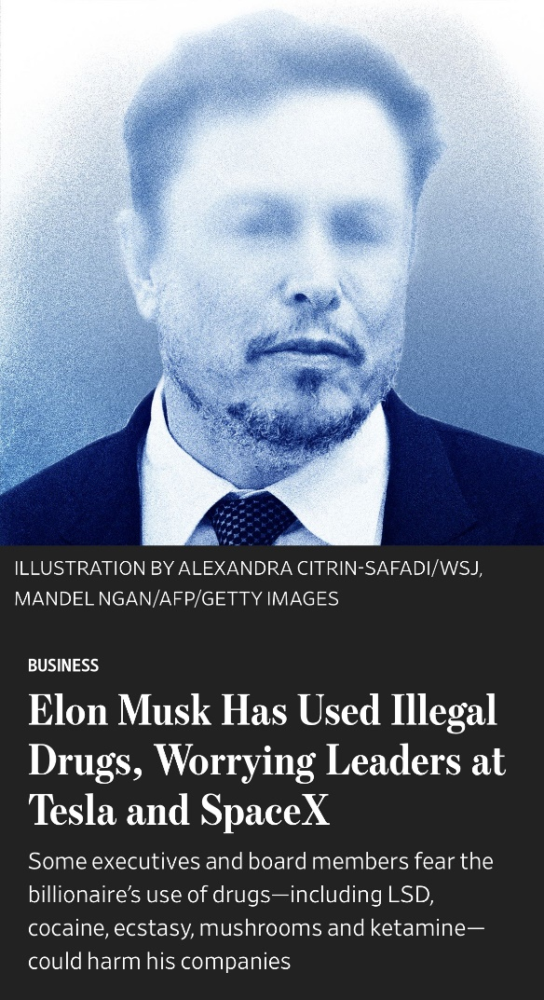 ILLUSTRATION BY ALEXANDRA CITRIN-SAFADI/WSJ,
MANDEL NGAN/AFP/GETTY IMAGES
BUSINESS
Elon Musk Has Used Illegal
Drugs, Worrying Leaders at
Tesla and SpaceX
Some executives and board members fear the
billionaire’s use of drugs—including LSD,
cocaine, ecstasy, mushrooms and ketamine—
could harm his companies